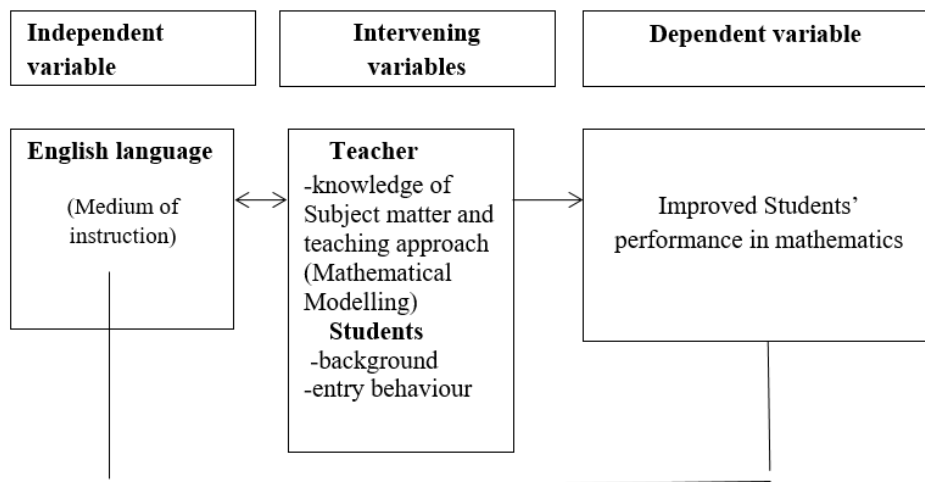 Independent
variable
Intervening
variables
Dependent variable
English language
(Medium of
instruction)
Teacher
-knowledge of
Subject matter and
teaching approach
(Mathematical
Modelling)
Students
-background
-entry behaviour
Improved Students’
performance in mathematics